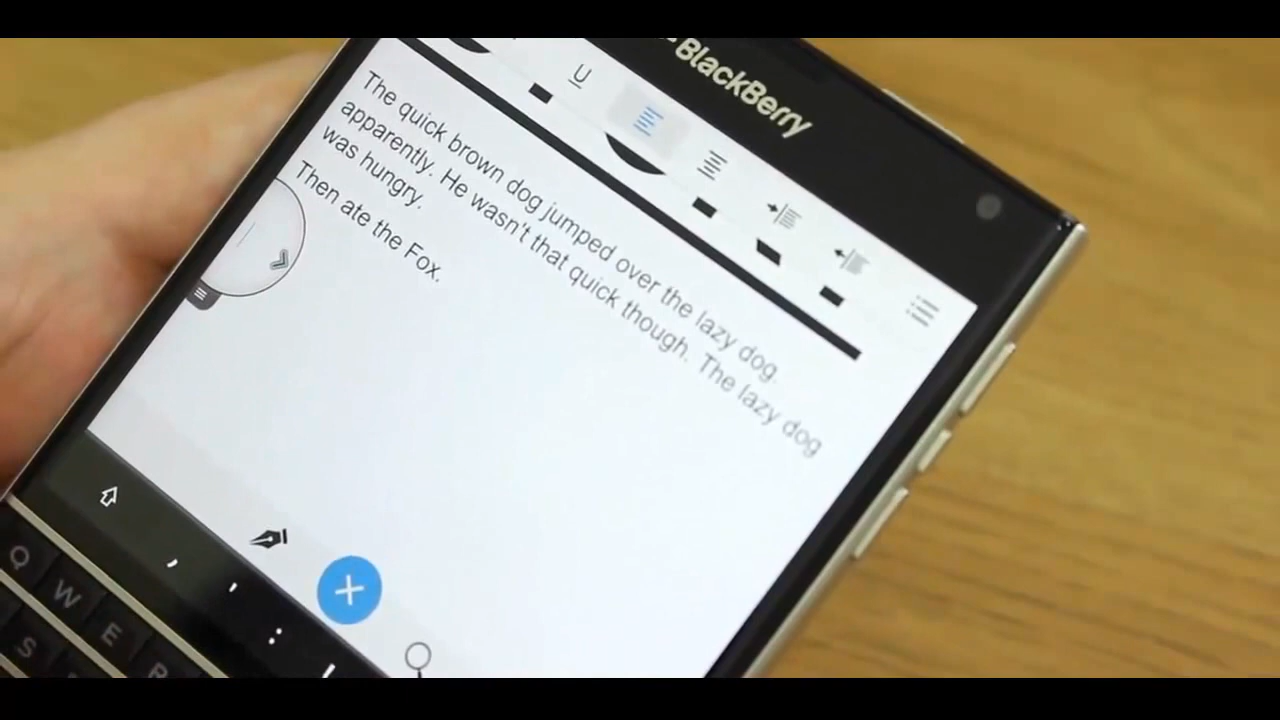 BlackBerry
U
The quick brown dog jumped over the lazy dog.
apparently. He wasn't that quick though. The lazy dog
was hungry.
Then ate the Fox.
, ' : !
Q W E R
S